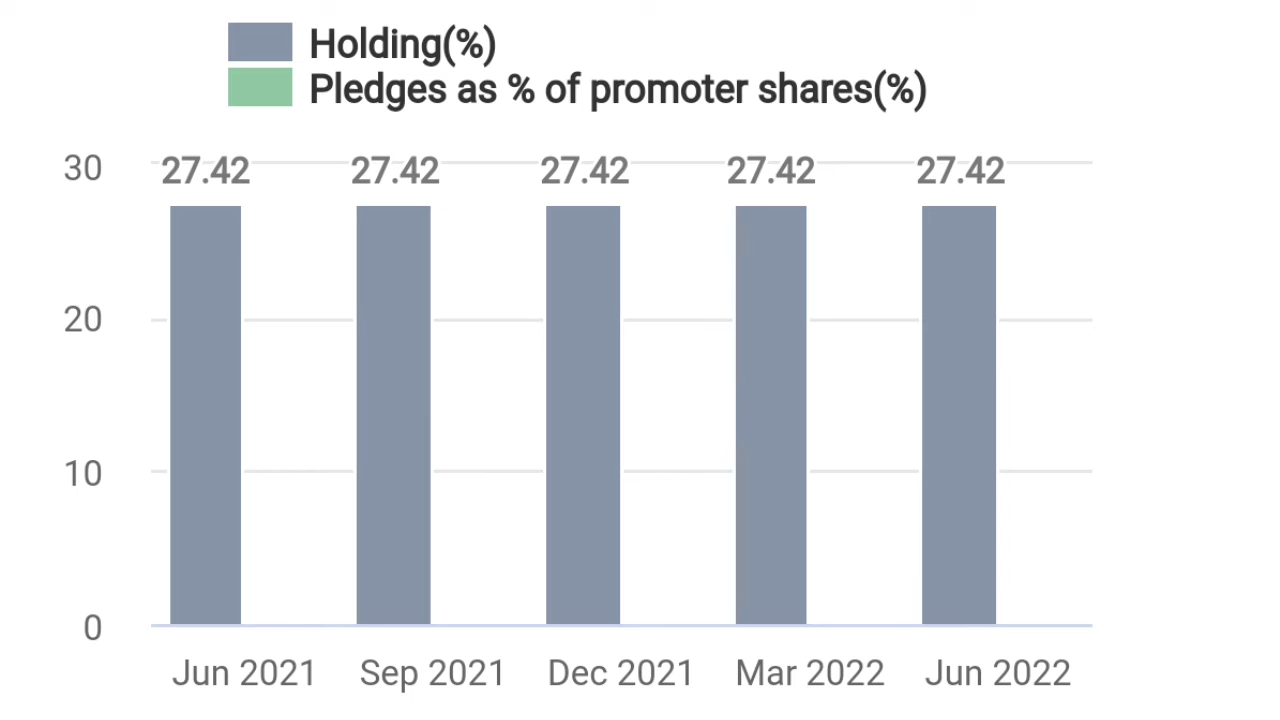 Holding(%)
Pledges as % of promoter shares(%)
30
27.42 27.42 27.42 27.42 27.42
20
10
0
Jun 2021 Sep 2021 Dec 2021 Mar 2022 Jun 2022